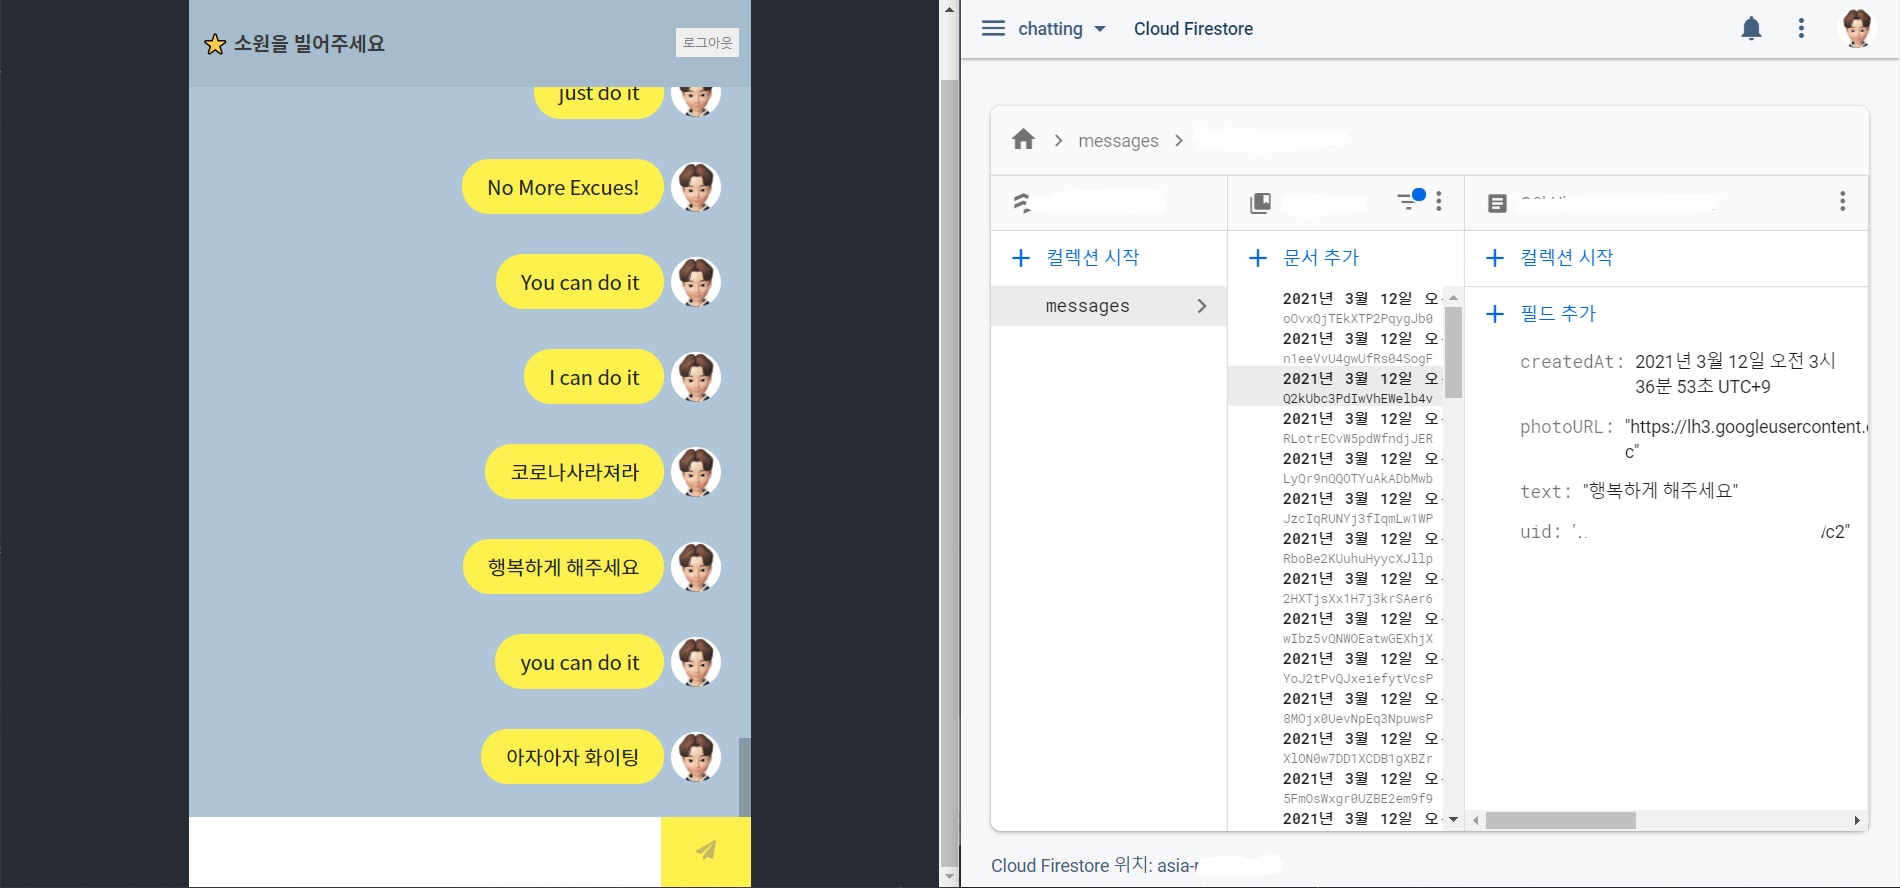 소원을 빌어주세요
로그아웃
just do it
No More Excues!
You can do it
I can do it
코로나사라져라
행복하게 해주세요
you can do it
아자아자 화이팅
chatting
Cloud Firestore
messages
컬렉션 시작
messages
문서 추가
2021년 3월 12일 오
oOvxQjTEkXTP2PqygJb0
2021년 3월 12일 오
n1eeVvU4gwUfRs04SogF
2021년 3월 12일 오
Q2kUbc3PdIwVhEWelb4v
2021년 3월 12일 오
RLotrECvW5pdWfndjJER
2021년 3월 12일 오
LyQr9nQQOTYuAkADbMwb
2021년 3월 12일 오
JzcIqRUNYj3fIqmLw1WP
2021년 3월 12일 오
RboBe2KUuhuHyycXJllp
2021년 3월 12일 오
2HXTjsXx1H7j3krSAer6
2021년 3월 12일 오
wIbz5vQNWOEatwGEXhjX
2021년 3월 12일 오
YoJ2tPvQJxeiefytVcsP
2021년 3월 12일 오
8MOjx0UevNpEq3NpuwsP
2021년 3월 12일 오
XlON0w7DD1XCDB1gXBZr
2021년 3월 12일 오
5FmOsWxgr0UZBE2em9f9
2021년 3월 12일 오
컬렉션 시작
필드 추가
createdAt: 2021년 3월 12일 오전 3시
36분 53초 UTC+9
photoURL: "https://lh3.googleusercontent.
c"
text: "행복하게 해주세요"
uid: /c2"
Cloud Firestore 위치: asia-